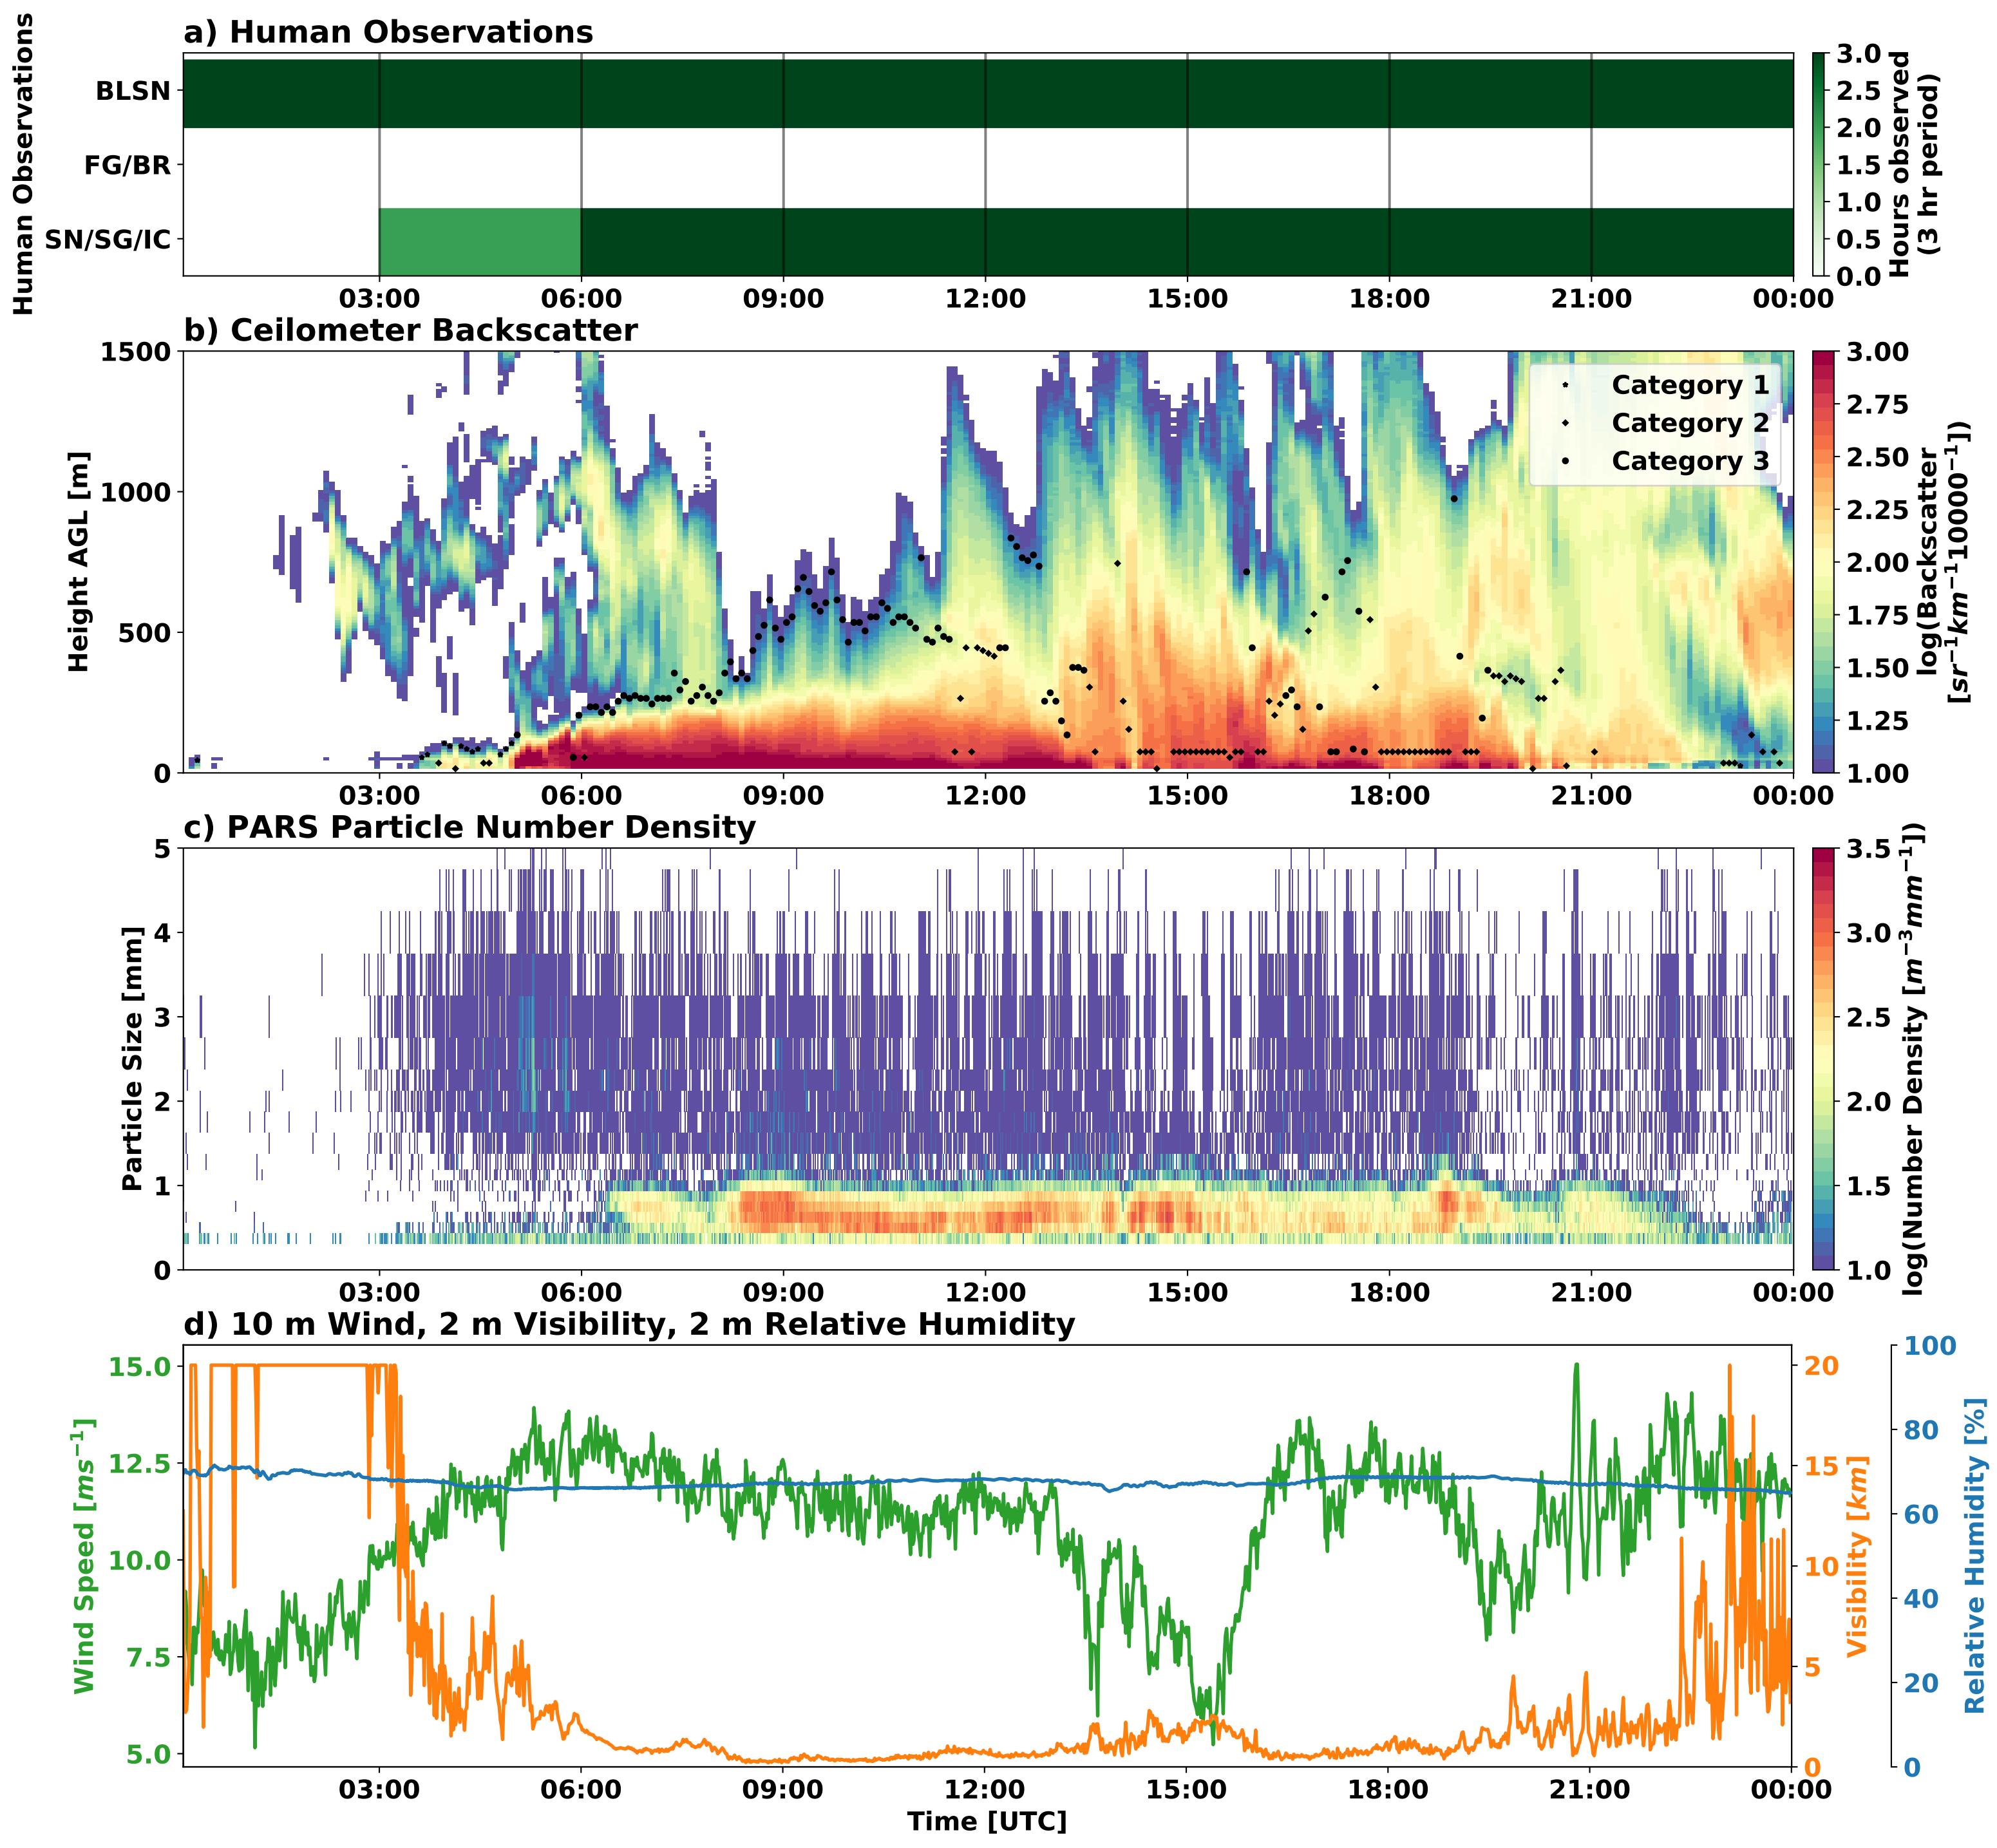 a) Human Observations
Human Observations
BLSN
FG/BR
SN/SG/IC
03:00 06:00 09:00 12:00 15:00 18:00 21:00 00:00
3.0
2.5
2.0
1.5
1.0
0.5
0.0
Hours observed
(3 hr period)
b) Ceilometer Backscatter
Height AGL [m]
1500
1000
500
0
Category 1
Category 2
Category 3
03:00 06:00 09:00 12:00 15:00 18:00 21:00 00:00
3.00
2.75
2.50
2.25
2.00
1.75
1.50
1.25
1.00
log(Backscatter
[sr⁻¹km⁻¹10000⁻¹])
c) PARS Particle Number Density
Particle Size [mm]
5
4
3
2
1
0
03:00 06:00 09:00 12:00 15:00 18:00 21:00 00:00
3.5
3.0
2.5
2.0
1.5
1.0
log(Number Density [m⁻³mm⁻¹])
d) 10 m Wind, 2 m Visibility, 2 m Relative Humidity
Wind Speed [ms⁻¹]
15.0
12.5
10.0
7.5
5.0
20
15
10
5
0
Visibility [km]
100
80
60
40
20
0
Relative Humidity [%]
03:00 06:00 09:00 12:00 15:00 18:00 21:00 00:00
Time [UTC]